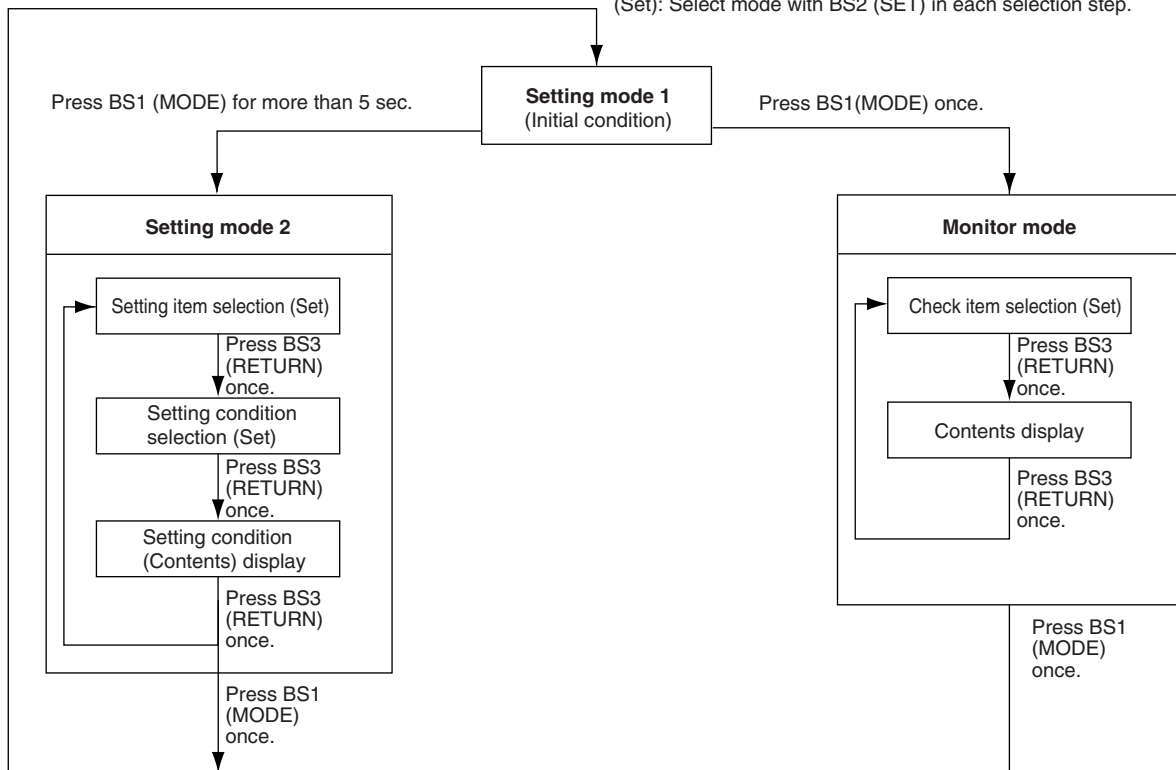 (Set): Select mode with BS2 (SET) in each selection step.
Setting mode 1
(Initial condition)
Press BS1 (MODE) for more than 5 sec.
Press BS1(MODE) once.
Setting mode 2
Setting item selection (Set)
Press BS3
(RETURN)
once.
Setting condition
selection (Set)
Press BS3
(RETURN)
once.
Setting condition
(Contents) display
Press BS3
(RETURN)
once.
Press BS1
(MODE)
once.
Monitor mode
Check item selection (Set)
Press BS3
(RETURN)
once.
Contents display
Press BS3
(RETURN)
once.
Press BS1
(MODE)
once.